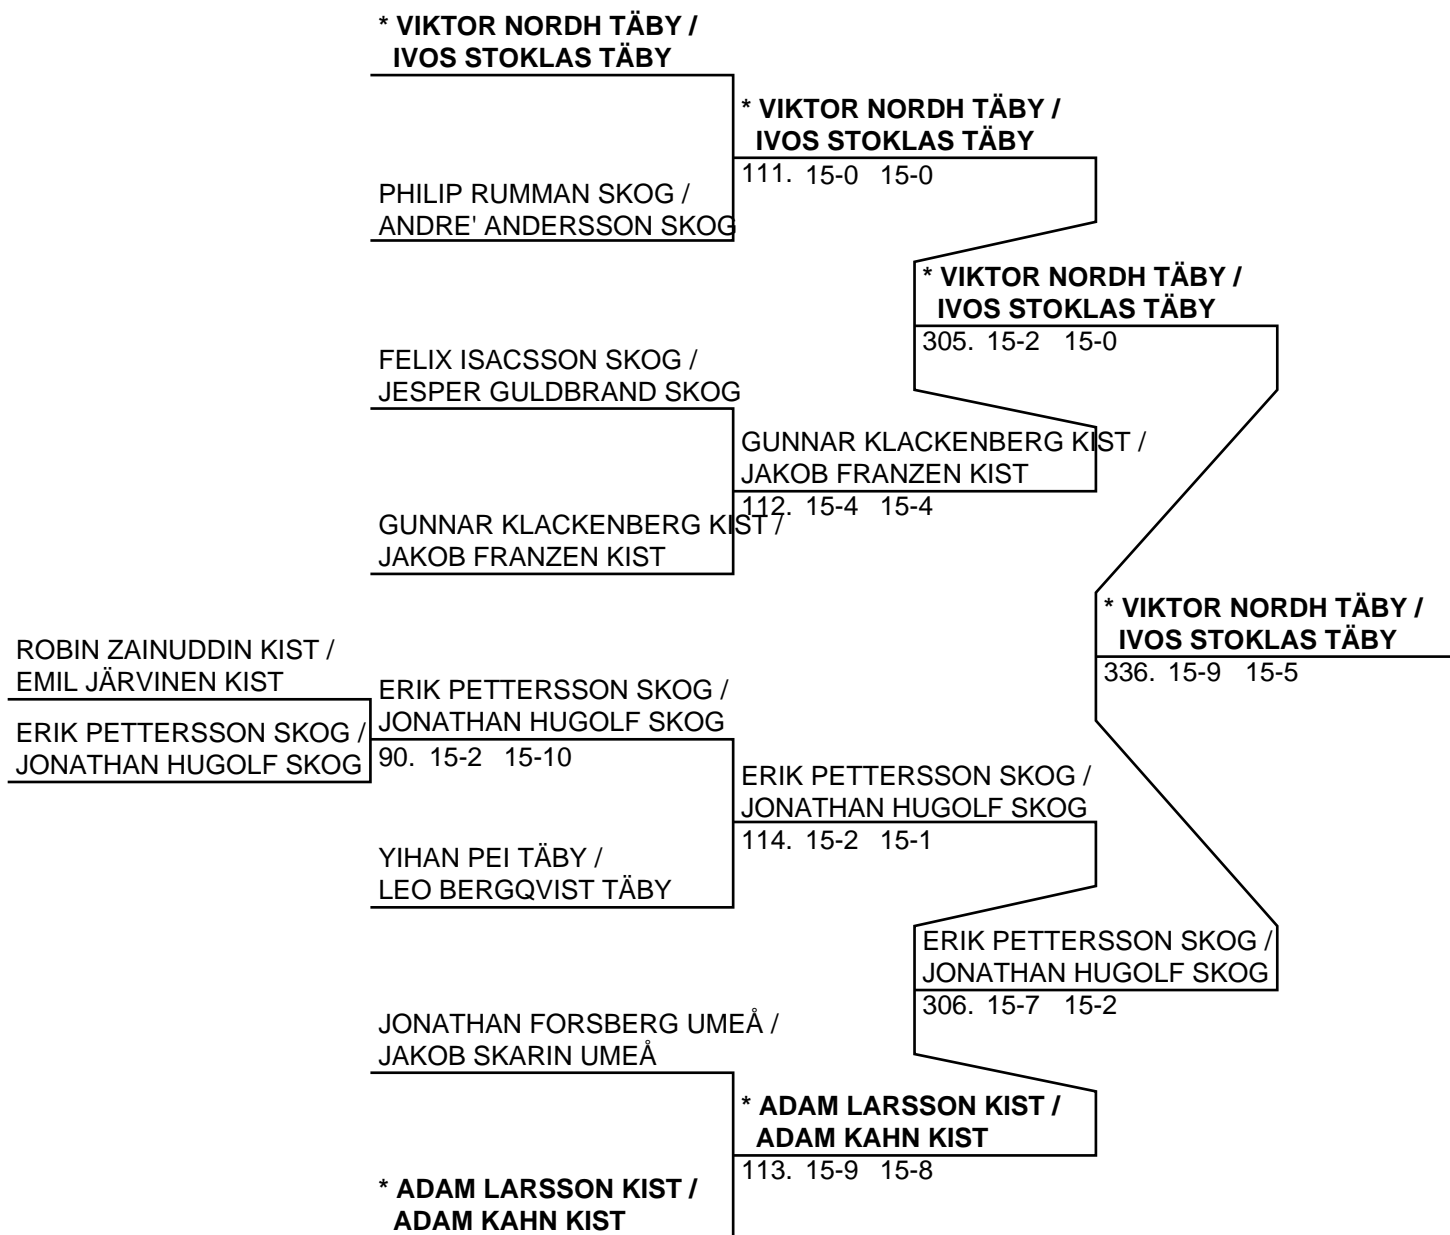 * VIKTOR NORDH TÄBY /
IVOS STOKLAS TÄBY
* VIKTOR NORDH TÄBY /
IVOS STOKLAS TÄBY
111. 15-0 15-0
PHILIP RUMMAN SKOG /
ANDRE' ANDERSSON SKOG
* VIKTOR NORDH TÄBY /
IVOS STOKLAS TÄBY
305. 15-2 15-0
FELIX ISACSSON SKOG /
JESPER GULDBRAND SKOG
GUNNAR KLACKENBERG KIST /
JAKOB FRANZEN KIST
112. 15-4 15-4
GUNNAR KLACKENBERG KIST /
JAKOB FRANZEN KIST
* VIKTOR NORDH TÄBY /
IVOS STOKLAS TÄBY
336. 15-9 15-5
ROBIN ZAINUDDIN KIST /
EMIL JÄRVINEN KIST
ERIK PETTERSSON SKOG /
JONATHAN HUGOLF SKOG
90. 15-2 15-10
ERIK PETTERSSON SKOG /
JONATHAN HUGOLF SKOG
ERIK PETTERSSON SKOG /
JONATHAN HUGOLF SKOG
114. 15-2 15-1
YIHAN PEI TÄBY /
LEO BERGQVIST TÄBY
ERIK PETTERSSON SKOG /
JONATHAN HUGOLF SKOG
306. 15-7 15-2
JONATHAN FORSBERG UMEÅ /
JAKOB SKARIN UMEÅ
* ADAM LARSSON KIST /
ADAM KAHN KIST
113. 15-9 15-8
* ADAM LARSSON KIST /
ADAM KAHN KIST